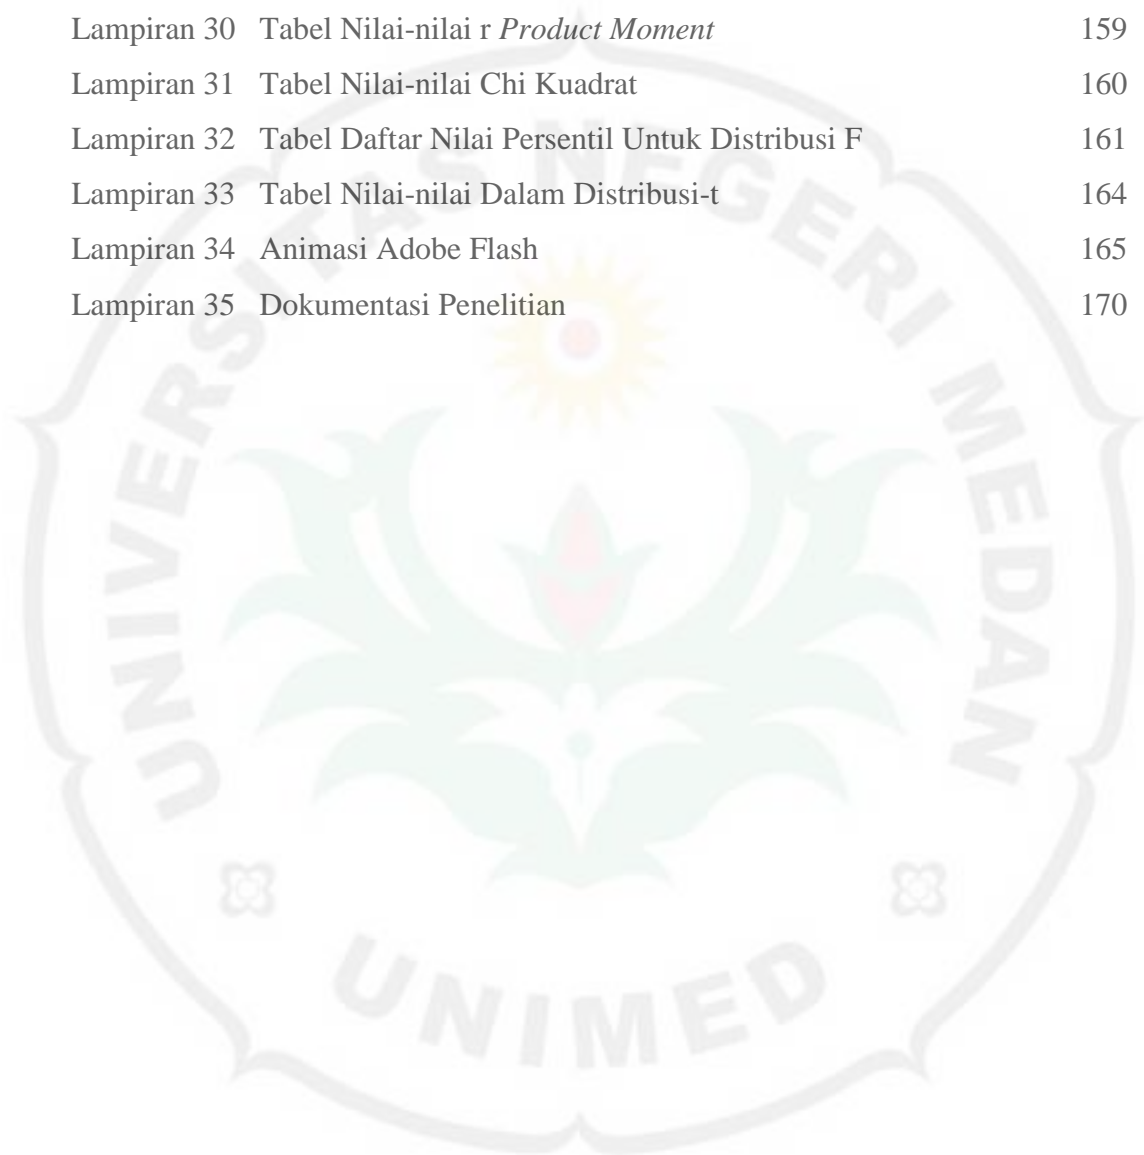 Lampiran 30 Tabel Nilai-nilai r Product Moment 159
Lampiran 31 Tabel Nilai-nilai Chi Kuadrat 160
Lampiran 32 Tabel Daftar Nilai Persentil Untuk Distribusi F 161
Lampiran 33 Tabel Nilai-nilai Dalam Distribusi-t 164
Lampiran 34 Animasi Adobe Flash 165
Lampiran 35 Dokumentasi Penelitian 170
UNIVERSITAS NEGERI MEDAN
UNIMED